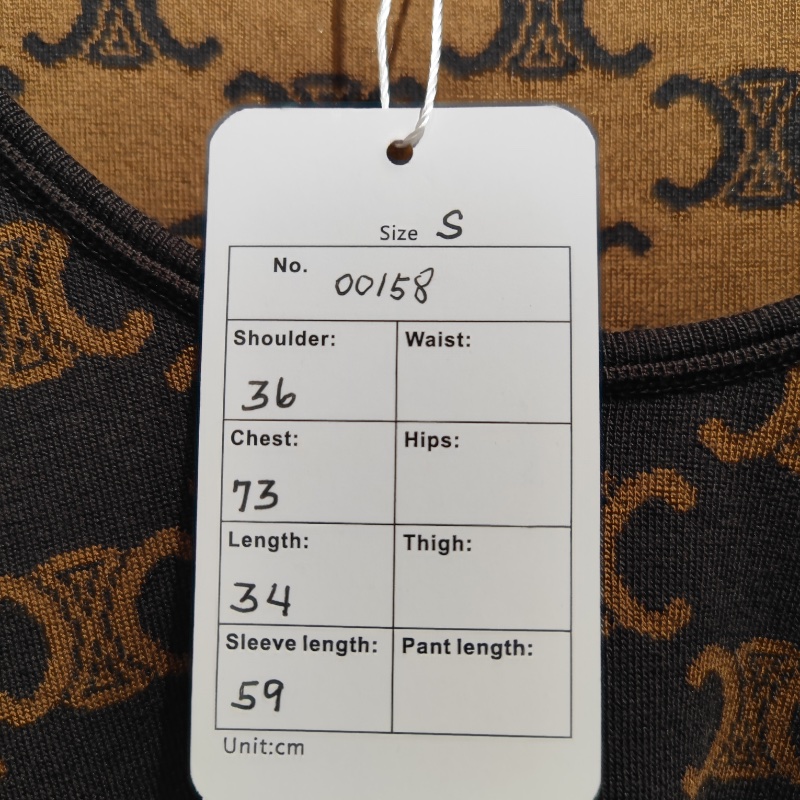 Size S
No. 00158
Shoulder: Waist:
36
Chest: Hips:
73
Length: Thigh:
34
Sleeve length: Pant length:
59
Unit:cm